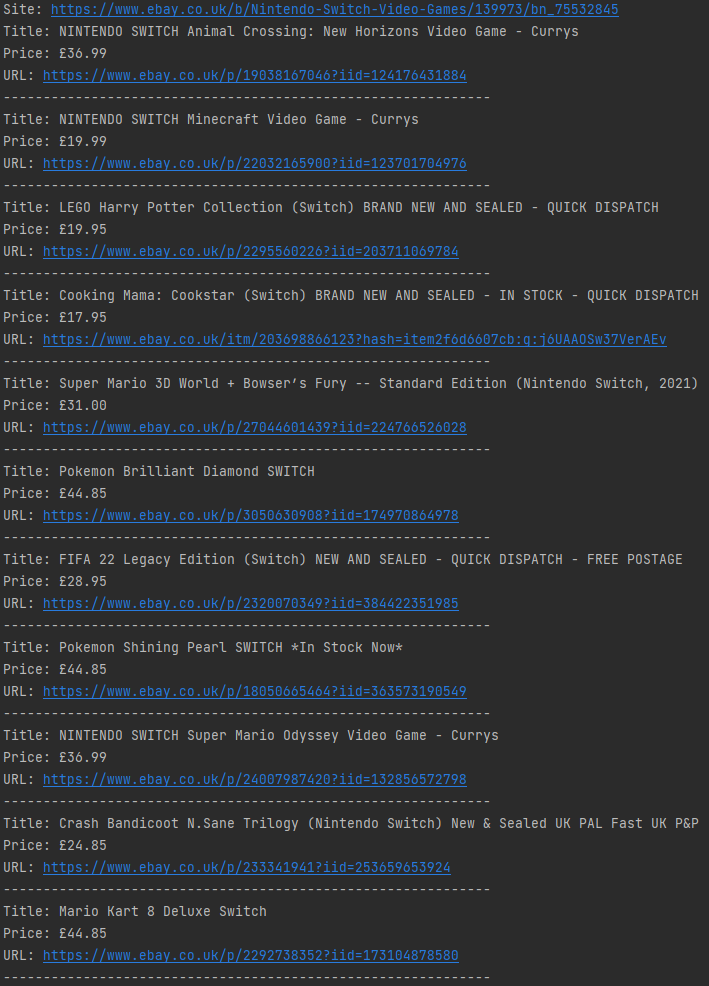 Site: https://www.ebay.co.uk/b/Nintendo-Switch-Video-Games/139973/bn_75532845
Title: NINTENDO SWITCH Animal Crossing: New Horizons Video Game - Currys
Price: £36.99
URL: https://www.ebay.co.uk/p/19038167046?iid=124176431884
-------------------------------------------------------------
Title: NINTENDO SWITCH Minecraft Video Game - Currys
Price: £19.99
URL: https://www.ebay.co.uk/p/22032165900?iid=123701704976
-------------------------------------------------------------
Title: LEGO Harry Potter Collection (Switch) BRAND NEW AND SEALED - QUICK DISPATCH
Price: £19.95
URL: https://www.ebay.co.uk/p/2295560226?iid=203711069784
-------------------------------------------------------------
Title: Cooking Mama: Cookstar (Switch) BRAND NEW AND SEALED - IN STOCK - QUICK DISPATCH
Price: £17.95
URL: https://www.ebay.co.uk/itm/203698866123?hash=item2f6d6607cb:g:j6UAAOSw37VerAEv
-------------------------------------------------------------
Title: Super Mario 3D World + Bowser’s Fury -- Standard Edition (Nintendo Switch, 2021)
Price: £31.00
URL: https://www.ebay.co.uk/p/27044601439?iid=224766526028
-------------------------------------------------------------
Title: Pokemon Brilliant Diamond SWITCH
Price: £44.85
URL: https://www.ebay.co.uk/p/3050630908?iid=174970864978
-------------------------------------------------------------
Title: FIFA 22 Legacy Edition (Switch) NEW AND SEALED - QUICK DISPATCH - FREE POSTAGE
Price: £28.95
URL: https://www.ebay.co.uk/p/2320070349?iid=384422351985
-------------------------------------------------------------
Title: Pokemon Shining Pearl SWITCH *In Stock Now*
Price: £44.85
URL: https://www.ebay.co.uk/p/18050665464?iid=363573190549
-------------------------------------------------------------
Title: NINTENDO SWITCH Super Mario Odyssey Video Game - Currys
Price: £36.99
URL: https://www.ebay.co.uk/p/24007987420?iid=132856572798
-------------------------------------------------------------
Title: Crash Bandicoot N.Sane Trilogy (Nintendo Switch) New & Sealed UK PAL Fast UK P&P
Price: £24.85
URL: https://www.ebay.co.uk/p/233341941?iid=253659653924
-------------------------------------------------------------
Title: Mario Kart 8 Deluxe Switch
Price: £44.85
URL: https://www.ebay.co.uk/p/2292738352?iid=173104878580
-------------------------------------------------------------